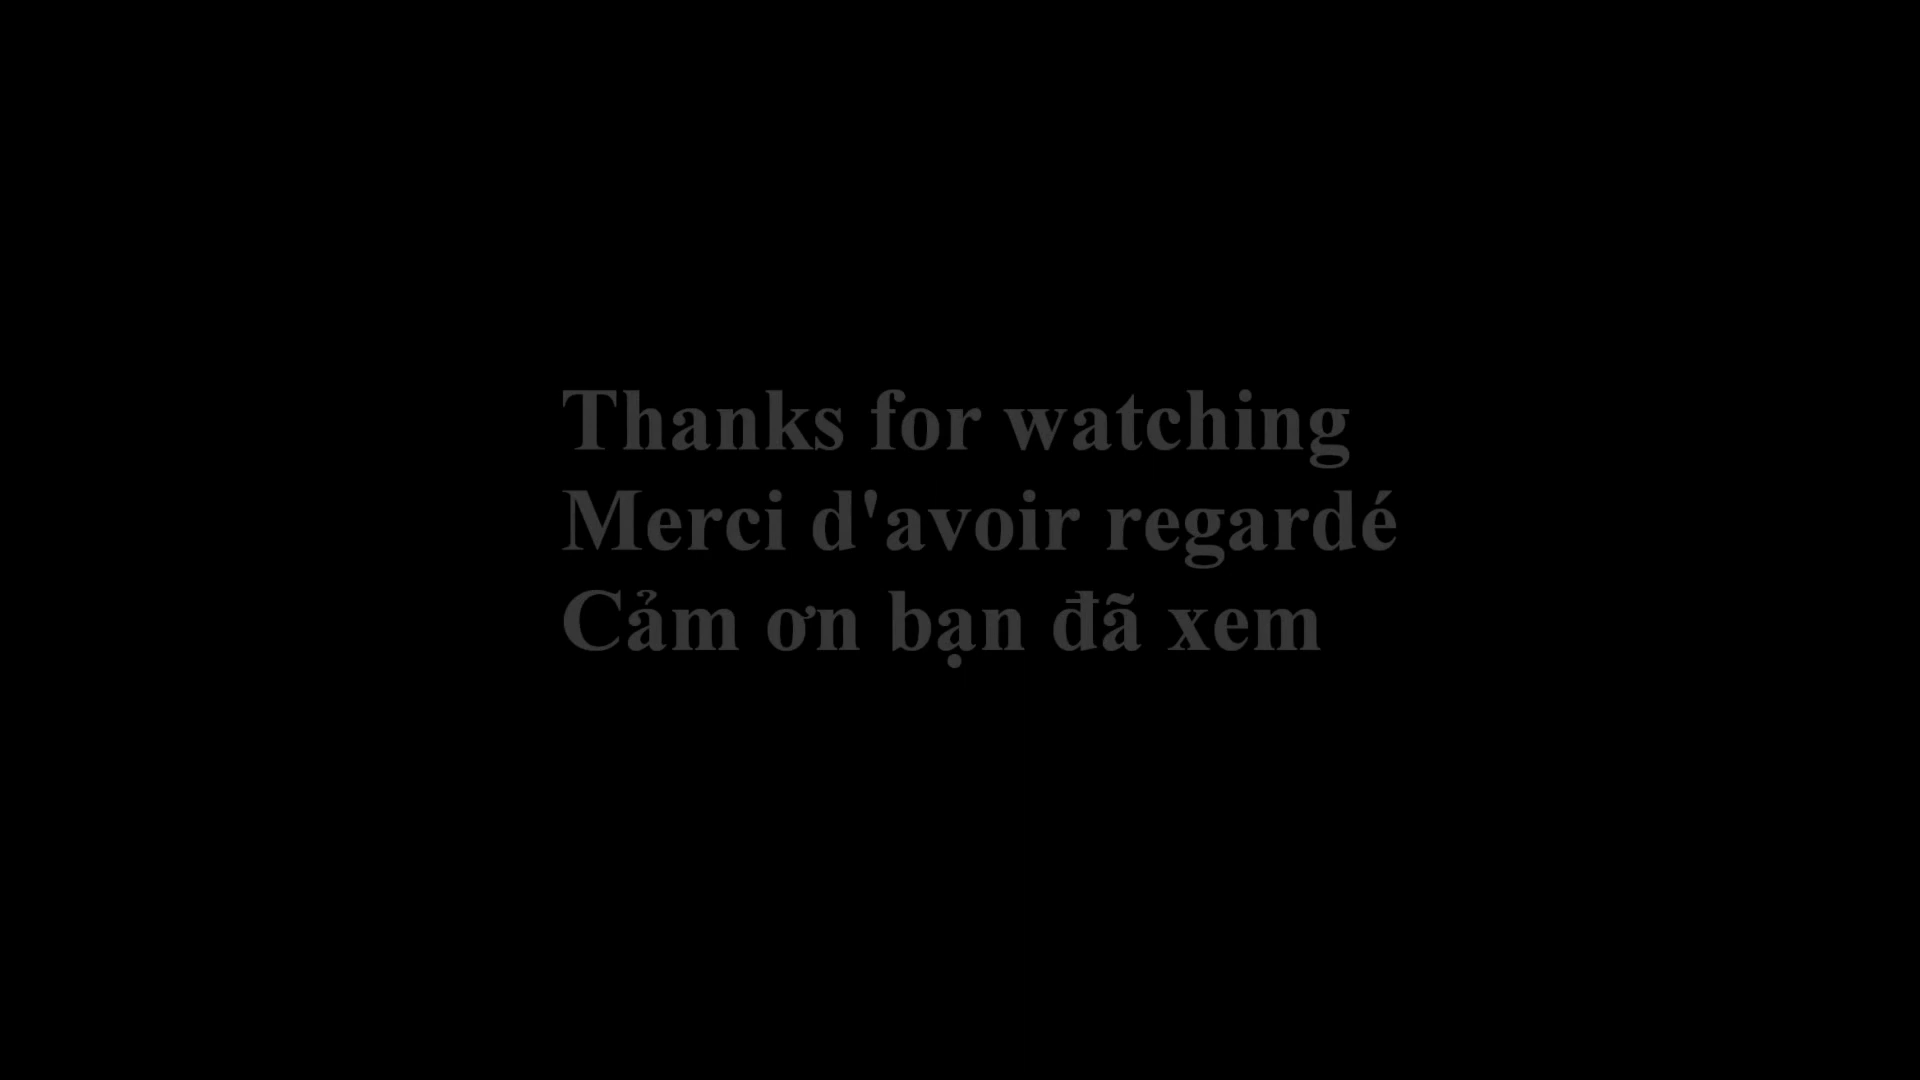 Thanks for watching
Merci d'avoir regardé
Cảm ơn bạn đã xem